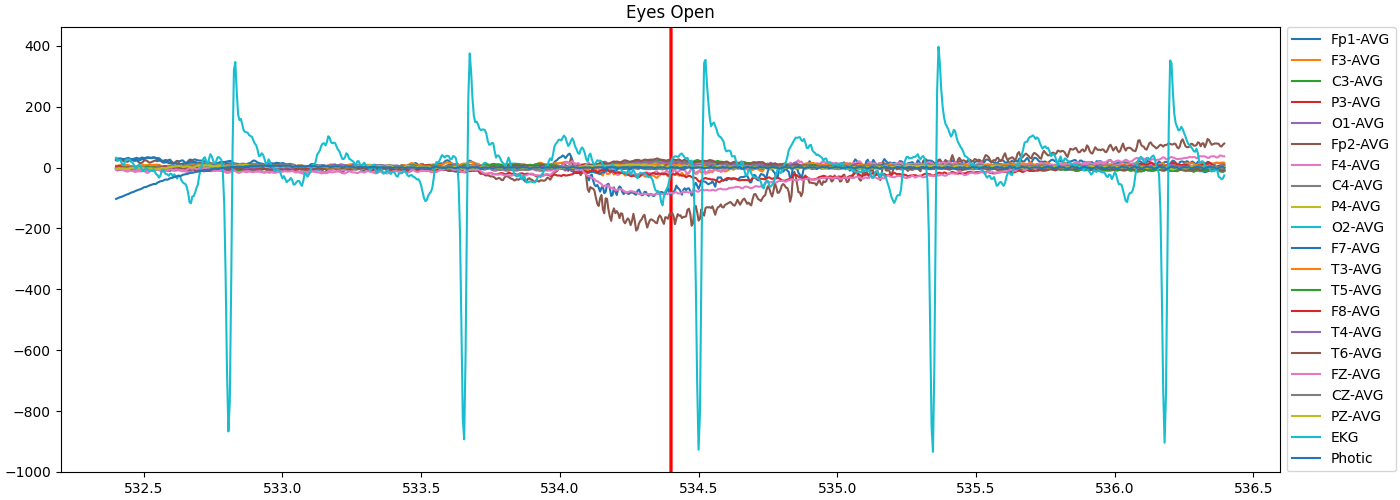 Eyes Open
400
200
0
−200
−400
−600
−800
−1000
532.5 533.0 533.5 534.0 534.5 535.0 535.5 536.0 536.5
Fp1-AVG
F3-AVG
C3-AVG
P3-AVG
O1-AVG
Fp2-AVG
F4-AVG
C4-AVG
P4-AVG
O2-AVG
F7-AVG
T3-AVG
T5-AVG
F8-AVG
T4-AVG
T6-AVG
FZ-AVG
CZ-AVG
PZ-AVG
EKG
Photic